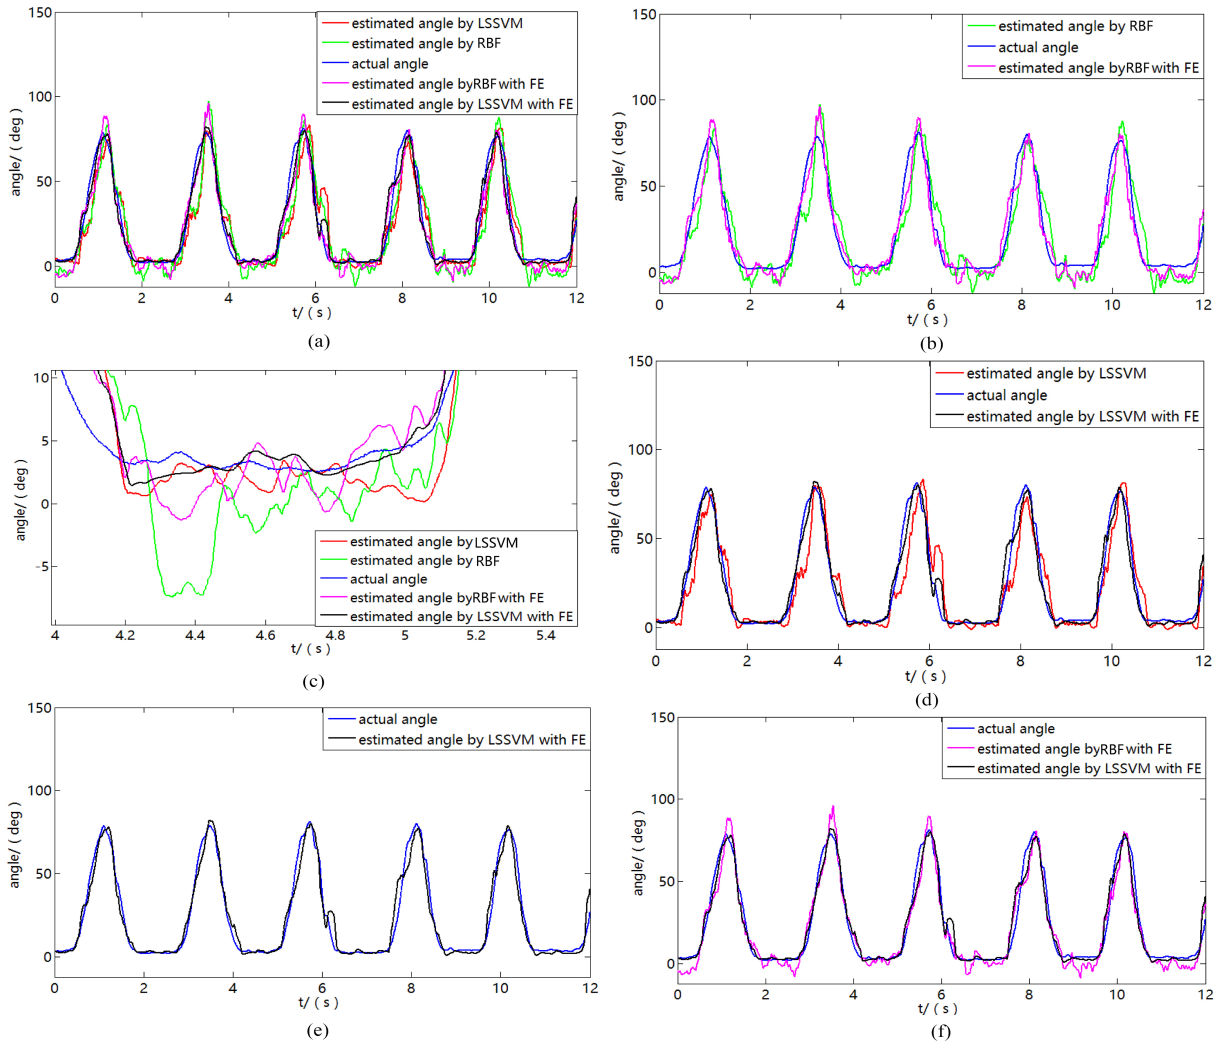 150
100
50
0
angle/ ( deg )
0 2 4 6 8 10 12
t/ ( s )
estimated angle by LSSVM
estimated angle by RBF
actual angle
estimated angle byRBF with FE
estimated angle by LSSVM with FE
(a)
150
100
50
0
angle/ ( deg )
0 2 4 6 8 10 12
t/ ( s )
estimated angle by RBF
actual angle
estimated angle byRBF with FE
(b)
10
5
0
-5
angle/ ( deg )
4 4.2 4.4 4.6 4.8 5 5.2 5.4
t/ ( s )
estimated angle by LSSVM
estimated angle by RBF
actual angle
estimated angle byRBF with FE
estimated angle by LSSVM with FE
(c)
150
100
50
0
angle/ ( deg )
0 2 4 6 8 10 12
t/ ( s )
estimated angle by LSSVM
actual angle
estimated angle by LSSVM with FE
(d)
150
100
50
0
angle/ ( deg )
0 2 4 6 8 10 12
t/ ( s )
actual angle
estimated angle by LSSVM with FE
(e)
150
100
50
0
angle/ ( deg )
0 2 4 6 8 10 12
t/ ( s )
actual angle
estimated angle byRBF with FE
estimated angle by LSSVM with FE
(f)